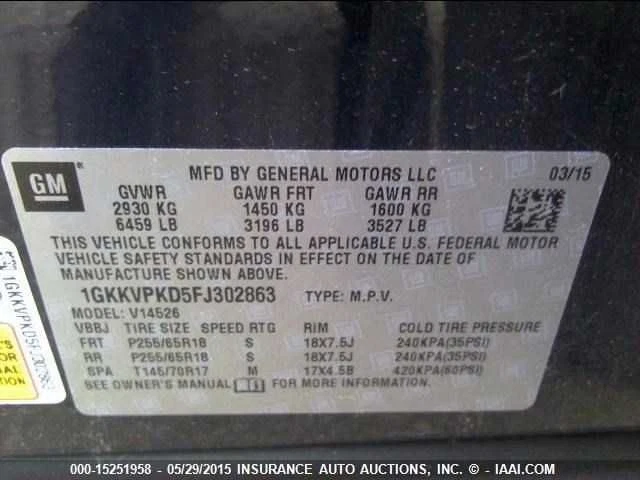 GM
MFD BY GENERAL MOTORS LLC 03/15
GVWR GAWR FRT GAWR RR
2930 KG 1450 KG 1600 KG
6459 LB 3196 LB 3527 LB
THIS VEHICLE CONFORMS TO ALL APPLICABLE U.S. FEDERAL MOTOR
VEHICLE SAFETY STANDARDS IN EFFECT ON THE DATE OF
MANUFACTURE SHOWN ABOVE.
1GKKVPKD5FJ302863 TYPE: M.P.V.
MODEL: V14526
VBBJ TIRE SIZE SPEED RTG RIM COLD TIRE PRESSURE
FRT P255/65R18 S 18X7.5J 240KPA(35PSI)
RR P255/65R18 S 18X7.5J 240KPA(35PSI)
SPA T145/70R17 M 17X4.5B 420KPA(60PSI)
SEE OWNER'S MANUAL FOR MORE INFORMATION.
1GKKVPKD5FJ302863
000-15251958 - 05/29/2015 INSURANCE AUTO AUCTIONS, INC. - © - IAAI.COM